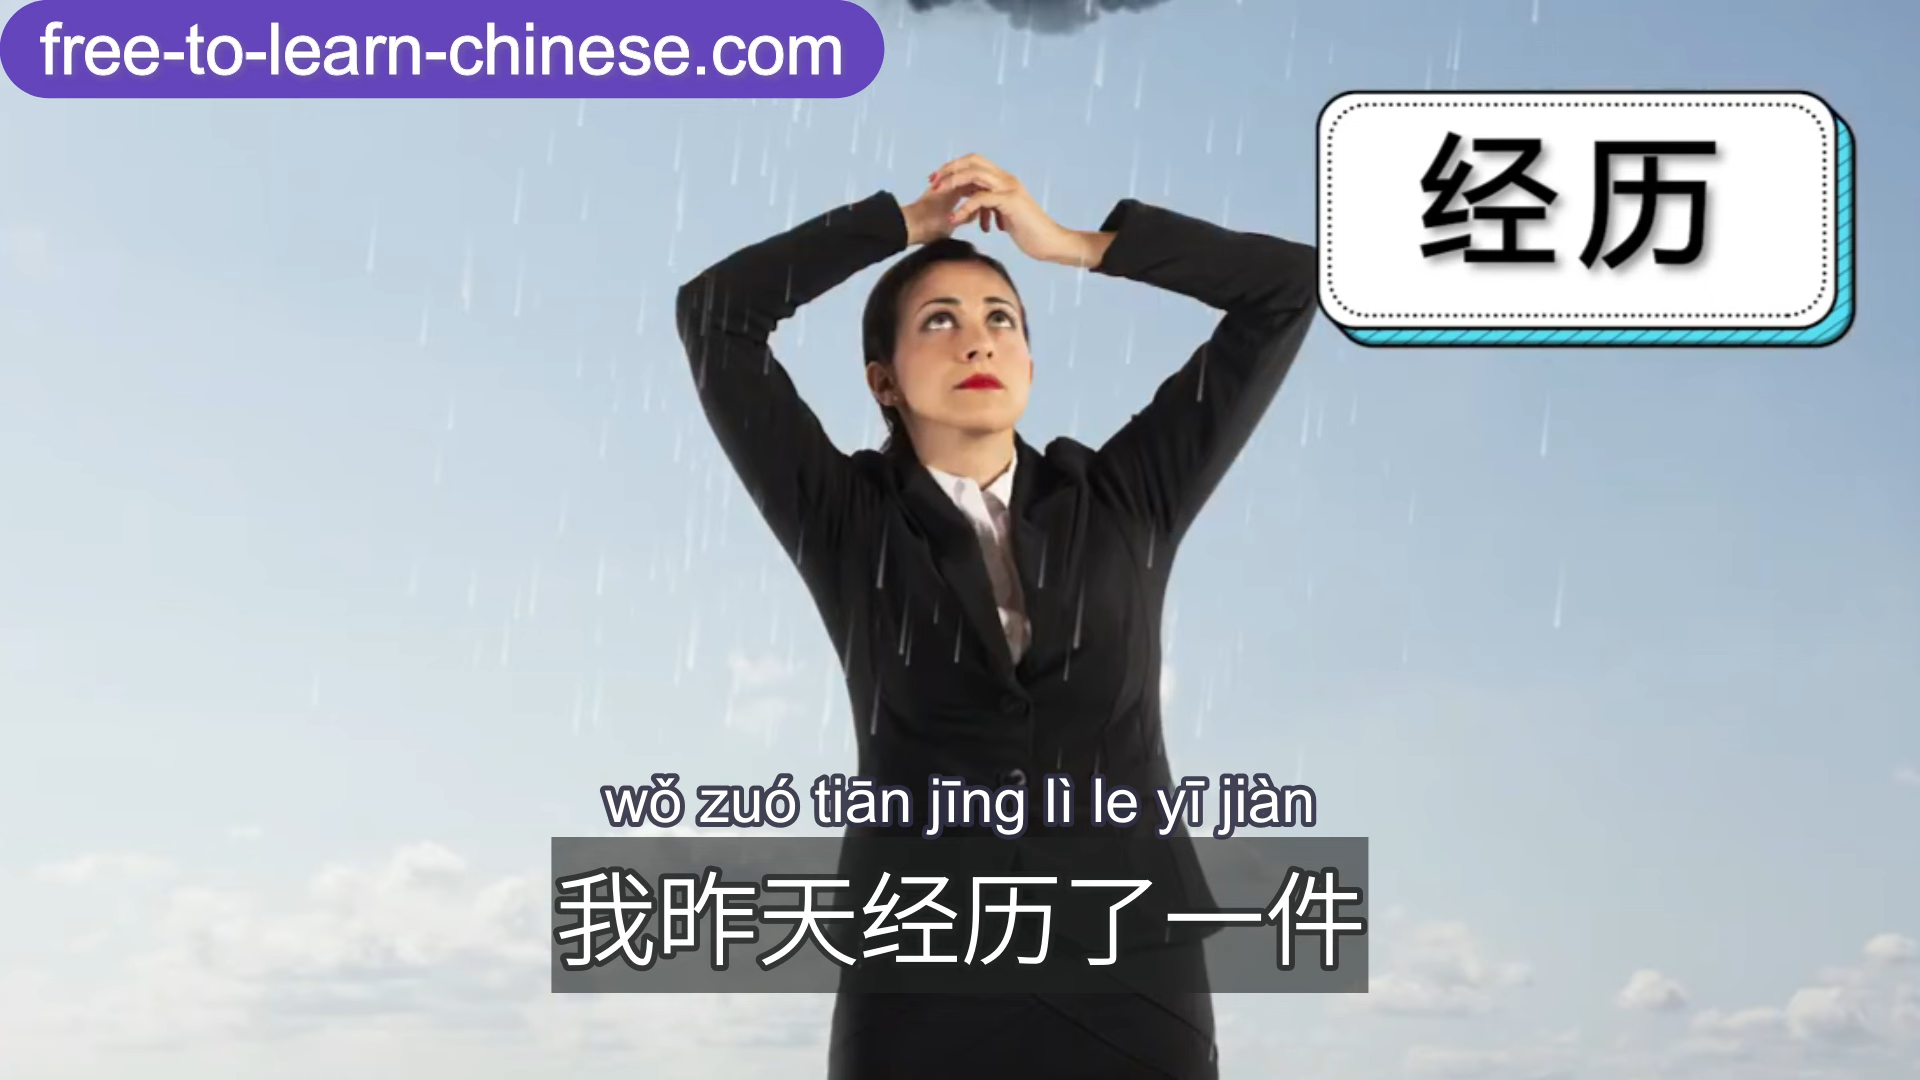 free-to-learn-chinese.com
经历
wǒ zuó tiān jīng lì le yī jiàn
我昨天经历了一件